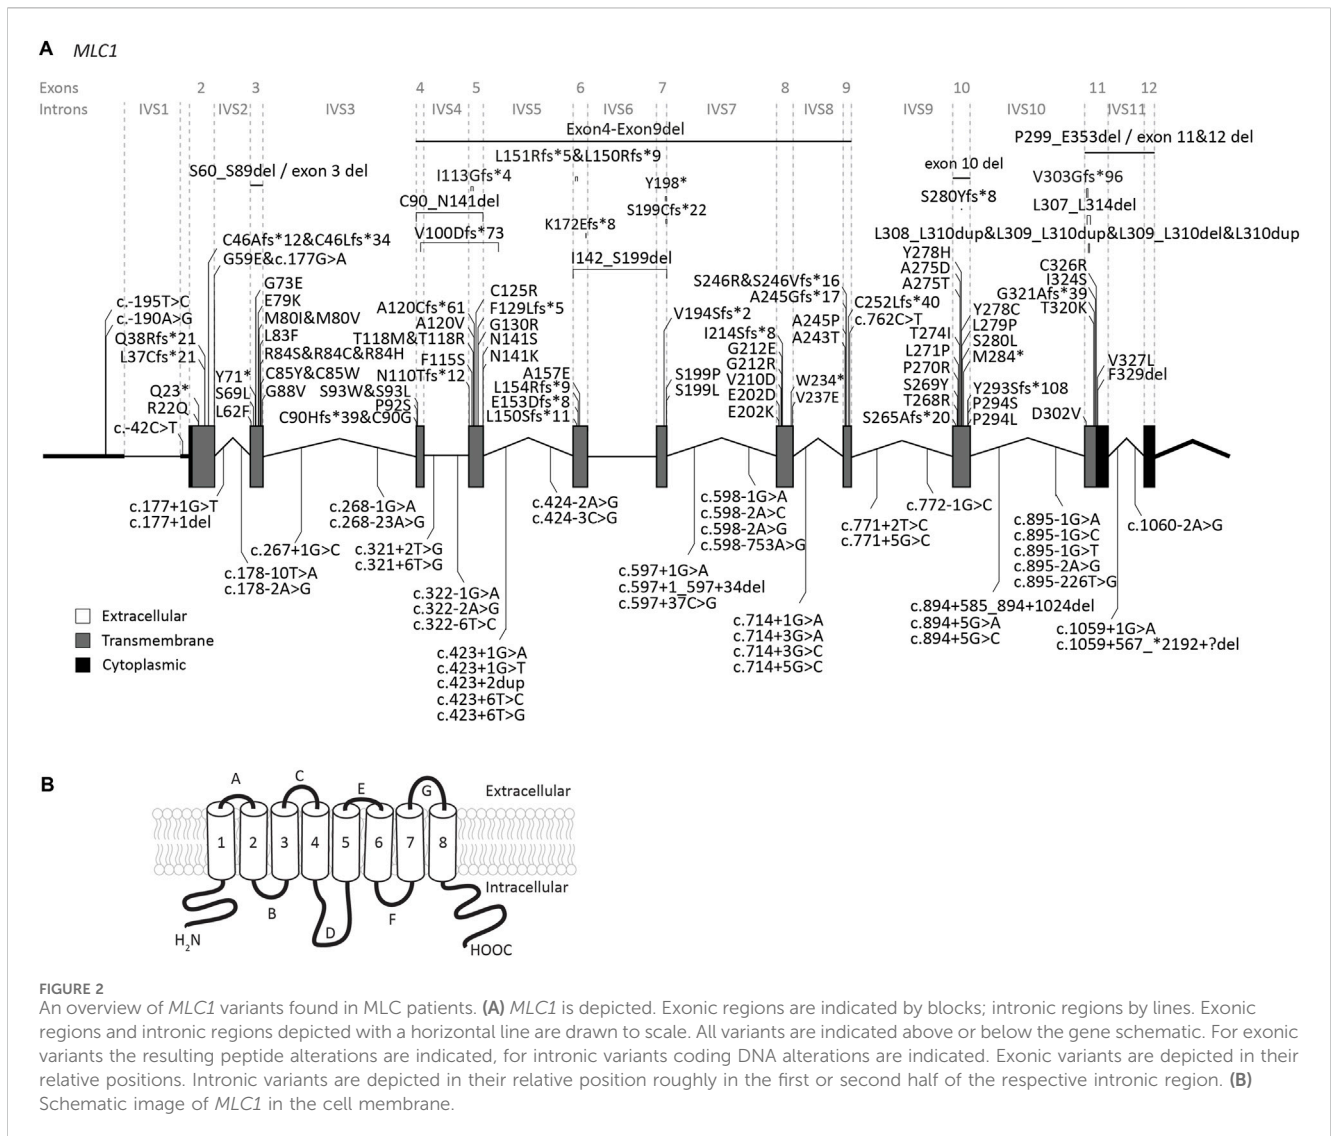 A MLC1
Exons 2 3 4 5 6 7 8 9 10 11 12
Introns IVS1 IVS2 IVS3 IVS4 IVS5 IVS6 IVS7 IVS8 IVS9 IVS10 IVS11
Exon4-Exon9del
P299_E353del / exon 11&12 del
L151Rfs*5&L150Rfs*9
exon 10 del
S60_S89del / exon 3 del
I113Gfs*4
Y198*
V303Gfs*96
C90_N141del
S280Yfs*8
S199Cfs*22
L307_L314del
K172Efs*8
V100Dfs*73
L308_L310dup&L309_L310dup&L309_L310del&L310dup
I142_S199del
C46Afs*12&C46Lfs*34
G59E&c.177G>A
c.-195T>C
c.-190A>G
Q38Rfs*21
L37Cfs*21
Q23*
R22Q
c.-42C>T
Y71*
S69L
L62F
G73E
E79K
M80I&M80V
L83F
R84S&R84C&R84H
C85Y&C85W
G88V
S93W&S93L
P92S
C90Hfs*39&C90G
A120Cfs*61
A120V
T118M&T118R
F115S
N110Tfs*12
C125R
F129Lfs*5
G130R
N141S
N141K
A157E
L154Rfs*9
E153Dfs*8
L150Sfs*11
V194Sfs*2
S199P
S199L
S246R&S246Vfs*16
A245Gfs*17
I214Sfs*8
G212E
G212R
V210D
E202D
E202K
A245P
A243T
W234*
V237E
C252Lfs*40
c.762C>T
Y278H
A275D
A275T
T274I
L271P
P270R
S269Y
T268R
S265Afs*20
Y278C
L279P
S280L
M284*
Y293Sfs*108
P294S
P294L
C326R
I324S
G321Afs*39
T320K
D302V
V327L
F329del
c.177+1G>T
c.177+1del
c.178-10T>A
c.178-2A>G
c.267+1G>C
c.268-1G>A
c.268-23A>G
c.321+2T>G
c.321+6T>G
c.322-1G>A
c.322-2A>G
c.322-6T>C
c.423+1G>A
c.423+1G>T
c.423+2dup
c.423+6T>C
c.423+6T>G
c.424-2A>G
c.424-3C>G
c.597+1G>A
c.597+1_597+34del
c.597+37C>G
c.598-1G>A
c.598-2A>C
c.598-2A>G
c.598-753A>G
c.714+1G>A
c.714+3G>A
c.714+3G>C
c.714+5G>C
c.771+2T>C
c.771+5G>C
c.772-1G>C
c.894+585_894+1024del
c.894+5G>A
c.894+5G>C
c.895-1G>A
c.895-1G>C
c.895-1G>T
c.895-2A>G
c.895-226T>G
c.1059+1G>A
c.1059+567_*2192+?del
c.1060-2A>G
Extracellular
Transmembrane
Cytoplasmic
B
A C E G
Extracellular
1 2 3 4 5 6 7 8
Intracellular
B D F
H2N
HOOC
FIGURE 2
An overview of MLC1 variants found in MLC patients. (A) MLC1 is depicted. Exonic regions are indicated by blocks; intronic regions by lines. Exonic
regions and intronic regions depicted with a horizontal line are drawn to scale. All variants are indicated above or below the gene schematic. For exonic
variants the resulting peptide alterations are indicated, for intronic variants coding DNA alterations are indicated. Exonic variants are depicted in their
relative positions. Intronic variants are depicted in their relative position roughly in the first or second half of the respective intronic region. (B)
Schematic image of MLC1 in the cell membrane.